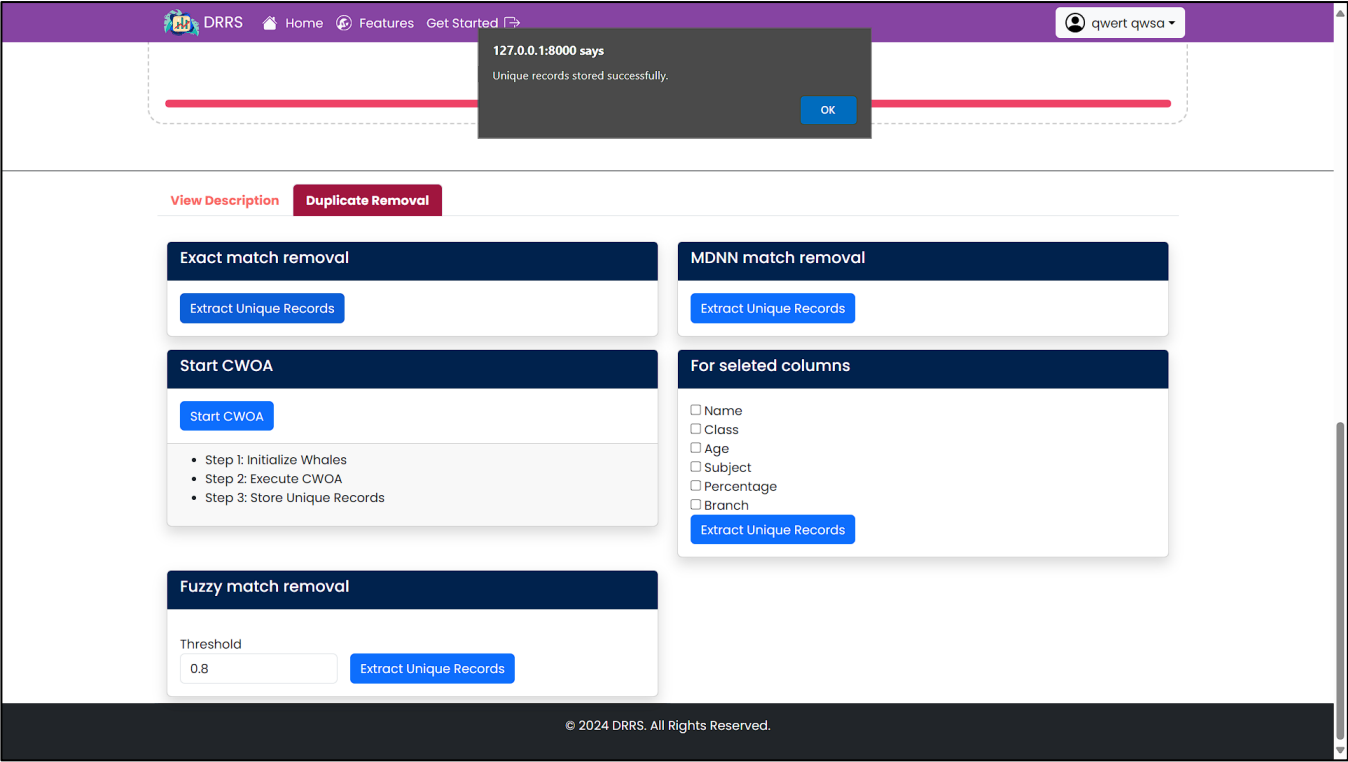 DRRS Home Features Get Started qwert qwsa
127.0.0.1:8000 says
Unique records stored successfully.
OK
View Description Duplicate Removal
Exact match removal
Extract Unique Records
MDNN match removal
Extract Unique Records
Start CWOA
Start CWOA
Step 1: Initialize Whales
Step 2: Execute CWOA
Step 3: Store Unique Records
For seleted columns
Name
Class
Age
Subject
Percentage
Branch
Extract Unique Records
Fuzzy match removal
Threshold
0.8 Extract Unique Records
© 2024 DRRS. All Rights Reserved.